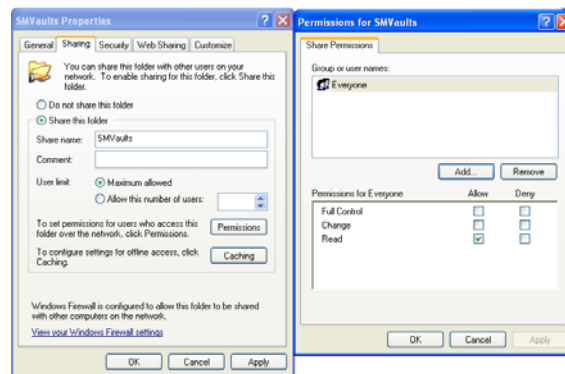 SMVaults Properties
General Sharing Security Web Sharing Customize
You can share this folder with other users on your
network. To enable sharing for this folder, click Share this
folder.
Do not share this folder
Share this folder
Share name: SMVaults
Comment:
User limit: Maximum allowed
Allow this number of users:
To set permissions for users who access this
folder over the network, click Permissions.
Permissions
To configure settings for offline access, click
Caching.
Caching
Windows Firewall is configured to allow this folder to be shared
with other computers on the network.
View your Windows Firewall settings
OK Cancel Apply
Permissions for SMVaults
Share Permissions
Group or user names:
Everyone
Add... Remove
Permissions for Everyone Allow Deny
Full Control
Change
Read
OK Cancel Apply